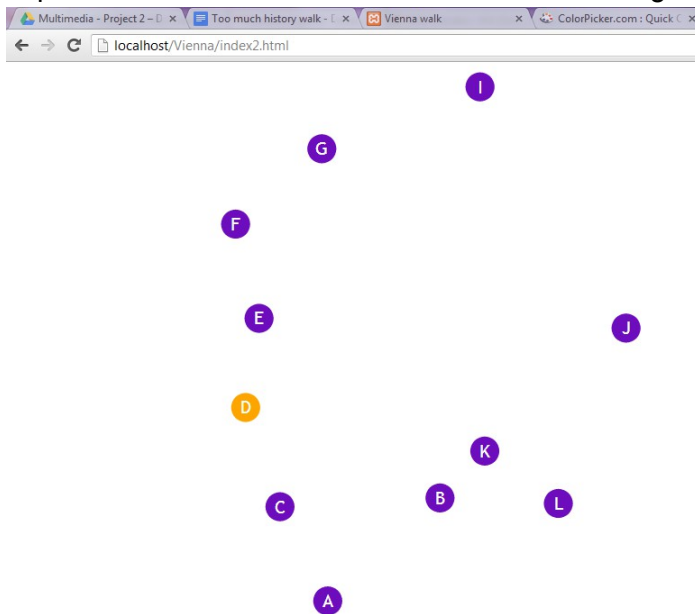 Multimedia - Project 2 – D
Too much history walk - D
Vienna walk
ColorPicker.com : Quick C
localhost/Vienna/index2.html
I
G
F
E
J
D
K
B
L
C
A